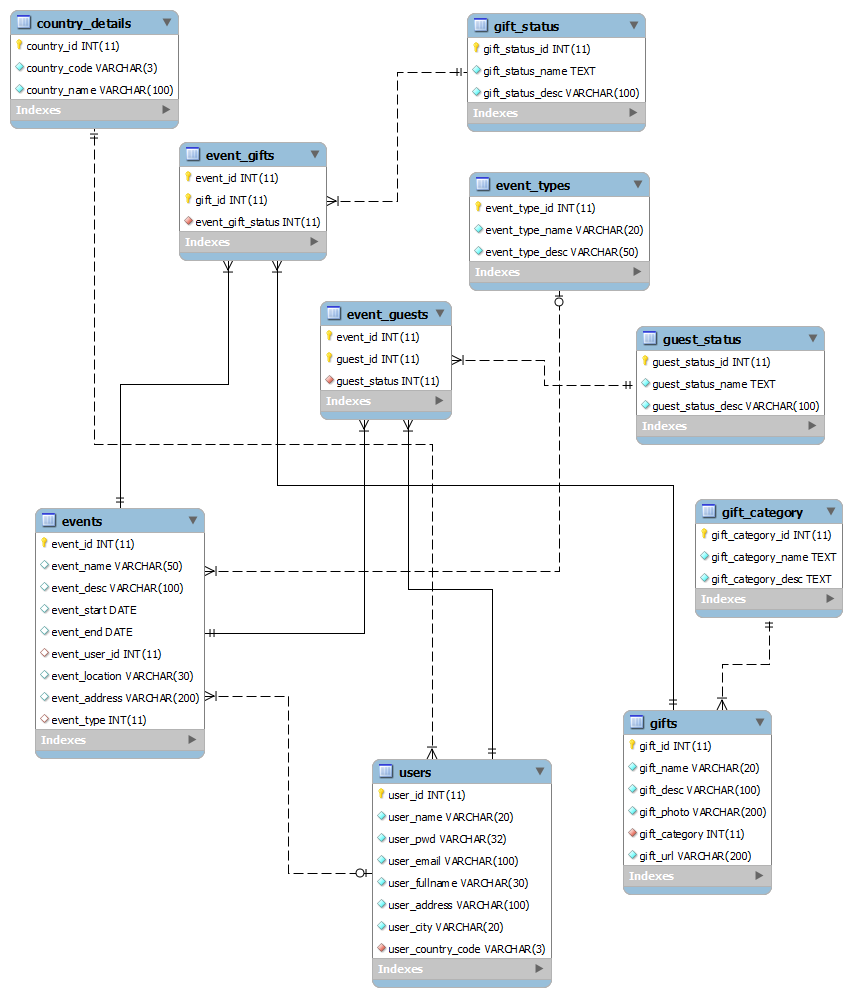 country_details
country_id INT(11)
country_code VARCHAR(3)
country_name VARCHAR(100)
Indexes
gift_status
gift_status_id INT(11)
gift_status_name TEXT
gift_status_desc VARCHAR(100)
Indexes
event_gifts
event_id INT(11)
gift_id INT(11)
event_gift_status INT(11)
Indexes
event_types
event_type_id INT(11)
event_type_name VARCHAR(20)
event_type_desc VARCHAR(50)
Indexes
event_guests
event_id INT(11)
guest_id INT(11)
guest_status INT(11)
Indexes
guest_status
guest_status_id INT(11)
guest_status_name TEXT
guest_status_desc VARCHAR(100)
Indexes
events
event_id INT(11)
event_name VARCHAR(50)
event_desc VARCHAR(100)
event_start DATE
event_end DATE
event_user_id INT(11)
event_location VARCHAR(30)
event_address VARCHAR(200)
event_type INT(11)
Indexes
gift_category
gift_category_id INT(11)
gift_category_name TEXT
gift_category_desc TEXT
Indexes
gifts
gift_id INT(11)
gift_name VARCHAR(20)
gift_desc VARCHAR(100)
gift_photo VARCHAR(200)
gift_category INT(11)
gift_url VARCHAR(200)
Indexes
users
user_id INT(11)
user_name VARCHAR(20)
user_pwd VARCHAR(32)
user_email VARCHAR(100)
user_fullname VARCHAR(30)
user_address VARCHAR(100)
user_city VARCHAR(20)
user_country_code VARCHAR(3)
Indexes